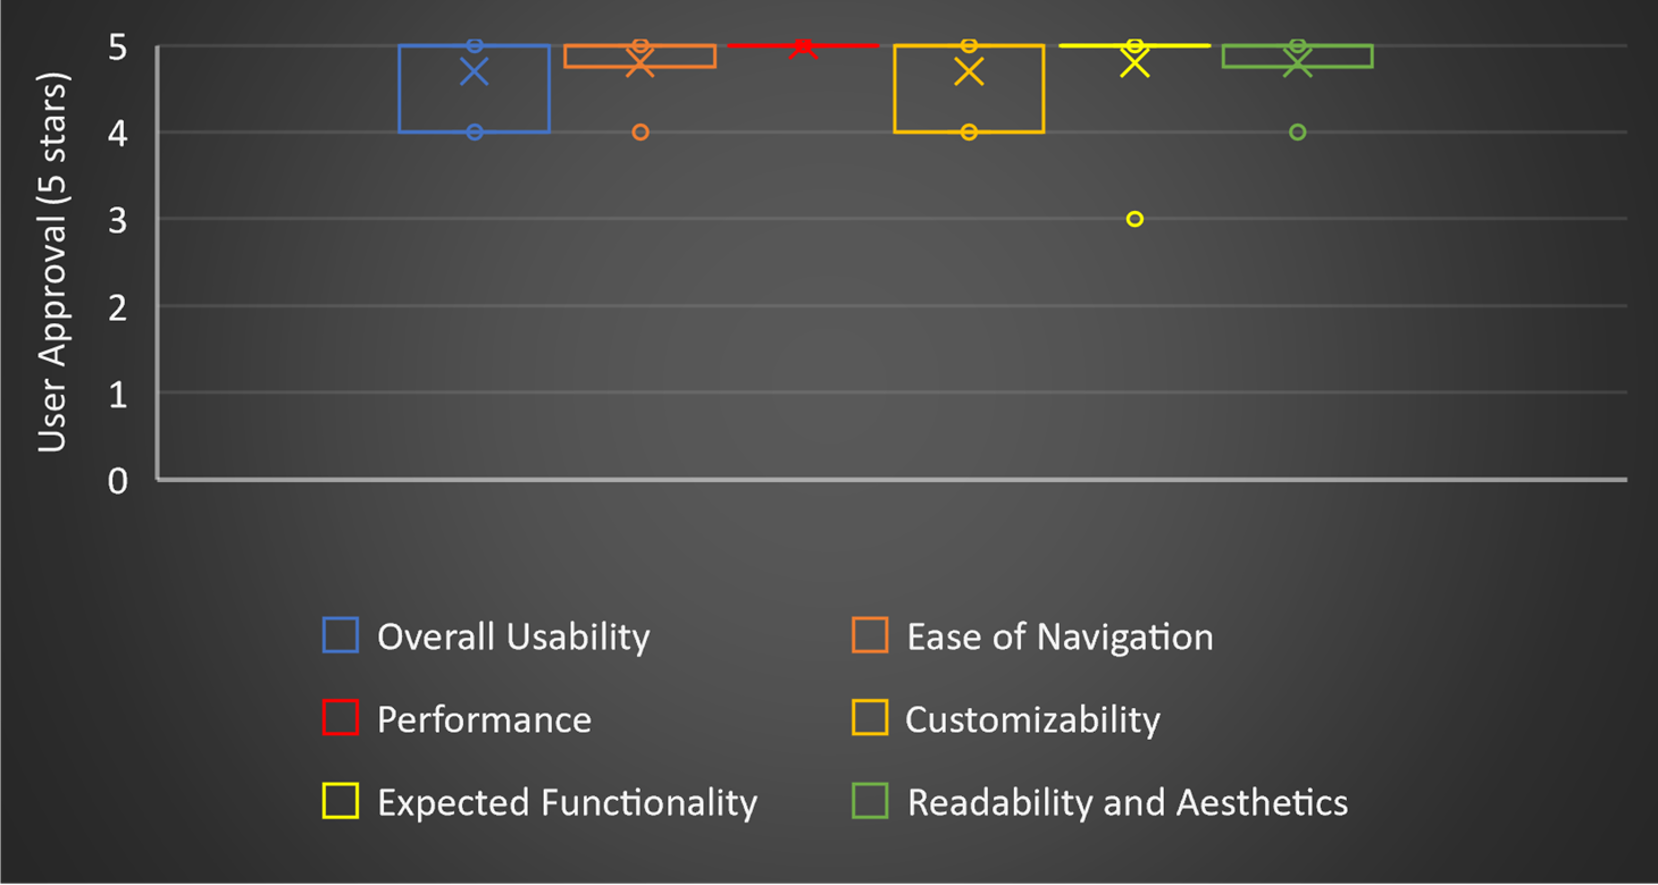 User Approval (5 stars)
5
4
3
2
1
0
Overall Usability
Ease of Navigation
Performance
Customizability
Expected Functionality
Readability and Aesthetics